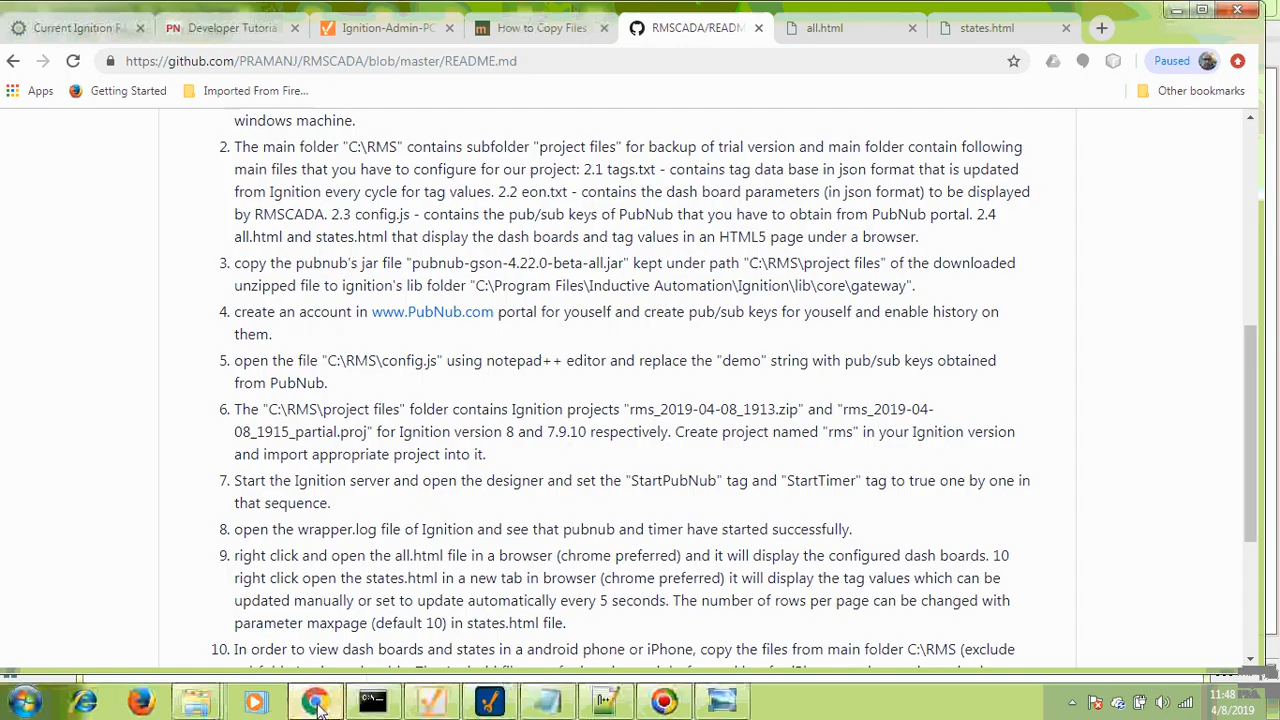 Current Ignition F
Developer Tutoria
Ignition-Admin-PC
How to Copy Files
RMSCADA/READM
all.html
states.html
https://github.com/PRAMANJ/RMSCADA/blob/master/README.md
Paused
Apps
Getting Started
Imported From Fire...
Other bookmarks
windows machine.
2. The main folder "C:\RMS" contains subfolder "project files" for backup of trial version and main folder contain following
main files that you have to configure for our project: 2.1 tags.txt - contains tag data base in json format that is updated
from Ignition every cycle for tag values. 2.2 eon.txt - contains the dash board parameters (in json format) to be displayed
by RMSCADA. 2.3 config.js - contains the pub/sub keys of PubNub that you have to obtain from PubNub portal. 2.4
all.html and states.html that display the dash boards and tag values in an HTML5 page under a browser.
3. copy the pubnub's jar file "pubnub-gson-4.22.0-beta-all.jar" kept under path "C:\RMS\project files" of the downloaded
unzipped file to ignition's lib folder "C:\Program Files\Inductive Automation\Ignition\lib\core\gateway".
4. create an account in www.PubNub.com portal for youself and create pub/sub keys for youself and enable history on
them.
5. open the file "C:\RMS\config.js" using notepad++ editor and replace the "demo" string with pub/sub keys obtained
from PubNub.
6. The "C:\RMS\project files" folder contains Ignition projects "rms_2019-04-08_1913.zip" and "rms_2019-04-
08_1915_partial.proj" for Ignition version 8 and 7.9.10 respectively. Create project named "rms" in your Ignition version
and import appropriate project into it.
7. Start the Ignition server and open the designer and set the "StartPubNub" tag and "StartTimer" tag to true one by one in
that sequence.
8. open the wrapper.log file of Ignition and see that pubnub and timer have started successfully.
9. right click and open the all.html file in a browser (chrome preferred) and it will display the configured dash boards. 10
right click open the states.html in a new tab in browser (chrome preferred) it will display the tag values which can be
updated manually or set to update automatically every 5 seconds. The number of rows per page can be changed with
parameter maxpage (default 10) in states.html file.
10. In order to view dash boards and states in a android phone or iPhone, copy the files from main folder C:\RMS (exclude
11:48
4/8/2019